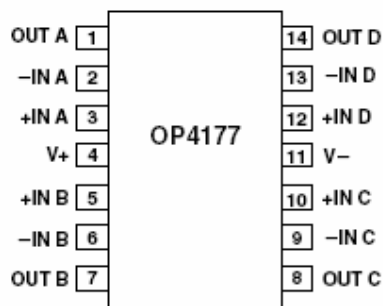 OUT A 1 14 OUT D
–IN A 2 13 –IN D
+IN A 3 12 +IN D
OP4177
V+ 4 11 V–
+IN B 5 10 +IN C
–IN B 6 9 –IN C
OUT B 7 8 OUT C